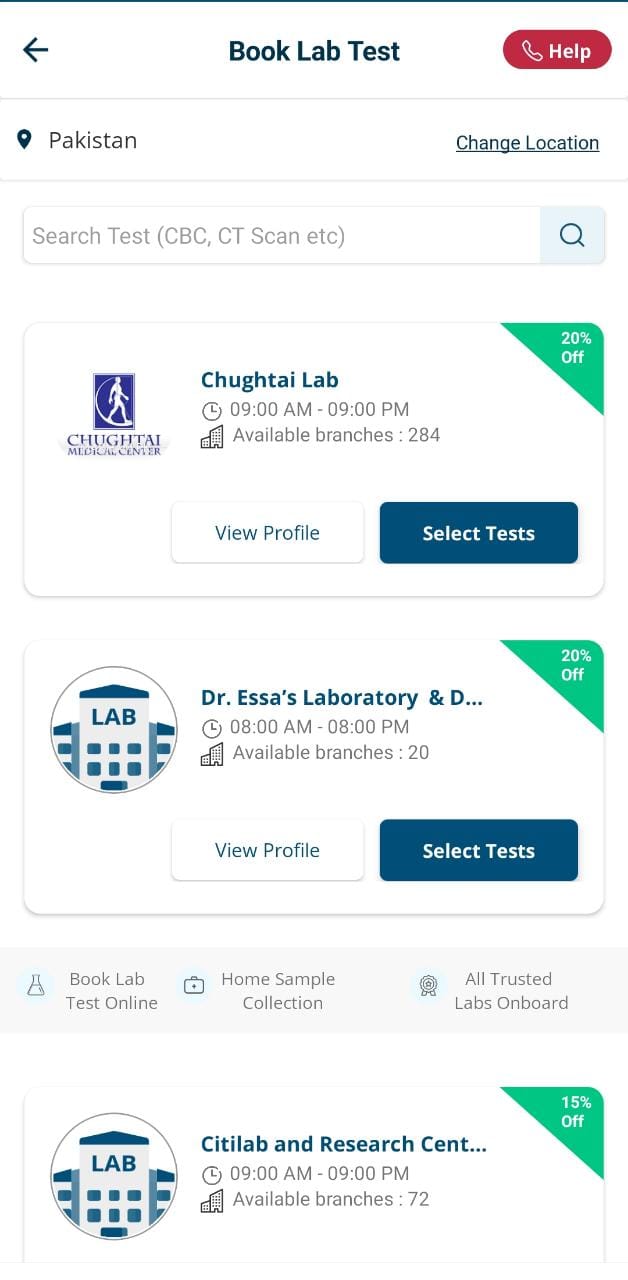 Book Lab Test
Help
Pakistan
Change Location
Search Test (CBC, CT Scan etc)
20%
Off
Chughtai Lab
09:00 AM - 09:00 PM
Available branches : 284
CHUGHTAI
MEDICAL CENTER
View Profile
Select Tests
20%
Off
LAB
Dr. Essa’s Laboratory & D...
08:00 AM - 08:00 PM
Available branches : 20
View Profile
Select Tests
Book Lab
Test Online
Home Sample
Collection
All Trusted
Labs Onboard
15%
Off
LAB
Citilab and Research Cent...
09:00 AM - 09:00 PM
Available branches : 72